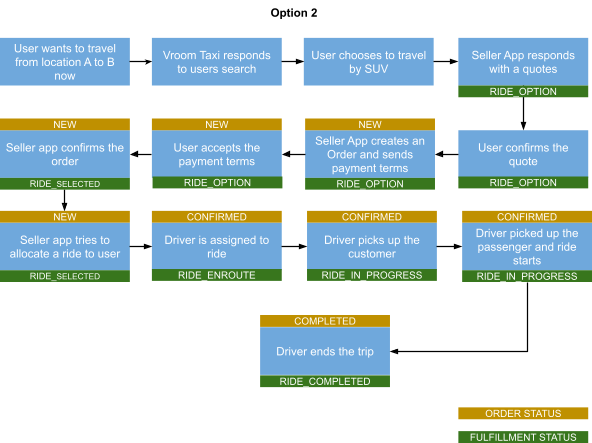 Option 2
User wants to travel
from location A to B
now
Vroom Taxi responds
to users search
User chooses to travel
by SUV
Seller App responds
with a quotes
RIDE_OPTION
User confirms the
quote
RIDE_OPTION
NEW
Seller App creates an
Order and sends
payment terms
RIDE_OPTION
NEW
User accepts the
payment terms
RIDE_OPTION
NEW
Seller app confirms the
order
RIDE_SELECTED
NEW
Seller app tries to
allocate a ride to user
RIDE_SELECTED
CONFIRMED
Driver is assigned to
ride
RIDE_ENROUTE
CONFIRMED
Driver picks up the
customer
RIDE_IN_PROGRESS
CONFIRMED
Driver picked up the
passenger and ride
starts
RIDE_IN_PROGRESS
COMPLETED
Driver ends the trip
RIDE_COMPLETED
ORDER STATUS
FULFILLMENT STATUS